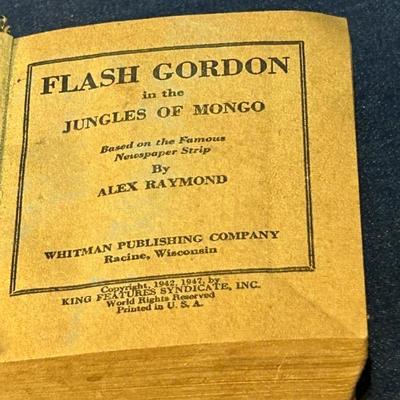 FLASH GORDON
in the
JUNGLES OF MONGO
Based on the Famous
Newspaper Strip
By
ALEX RAYMOND
WHITMAN PUBLISHING COMPANY
Racine, Wisconsin
Copyright, 1942, 1947, by
KING FEATURES SYNDICATE, INC.
World Rights Reserved
Printed in U. S. A.